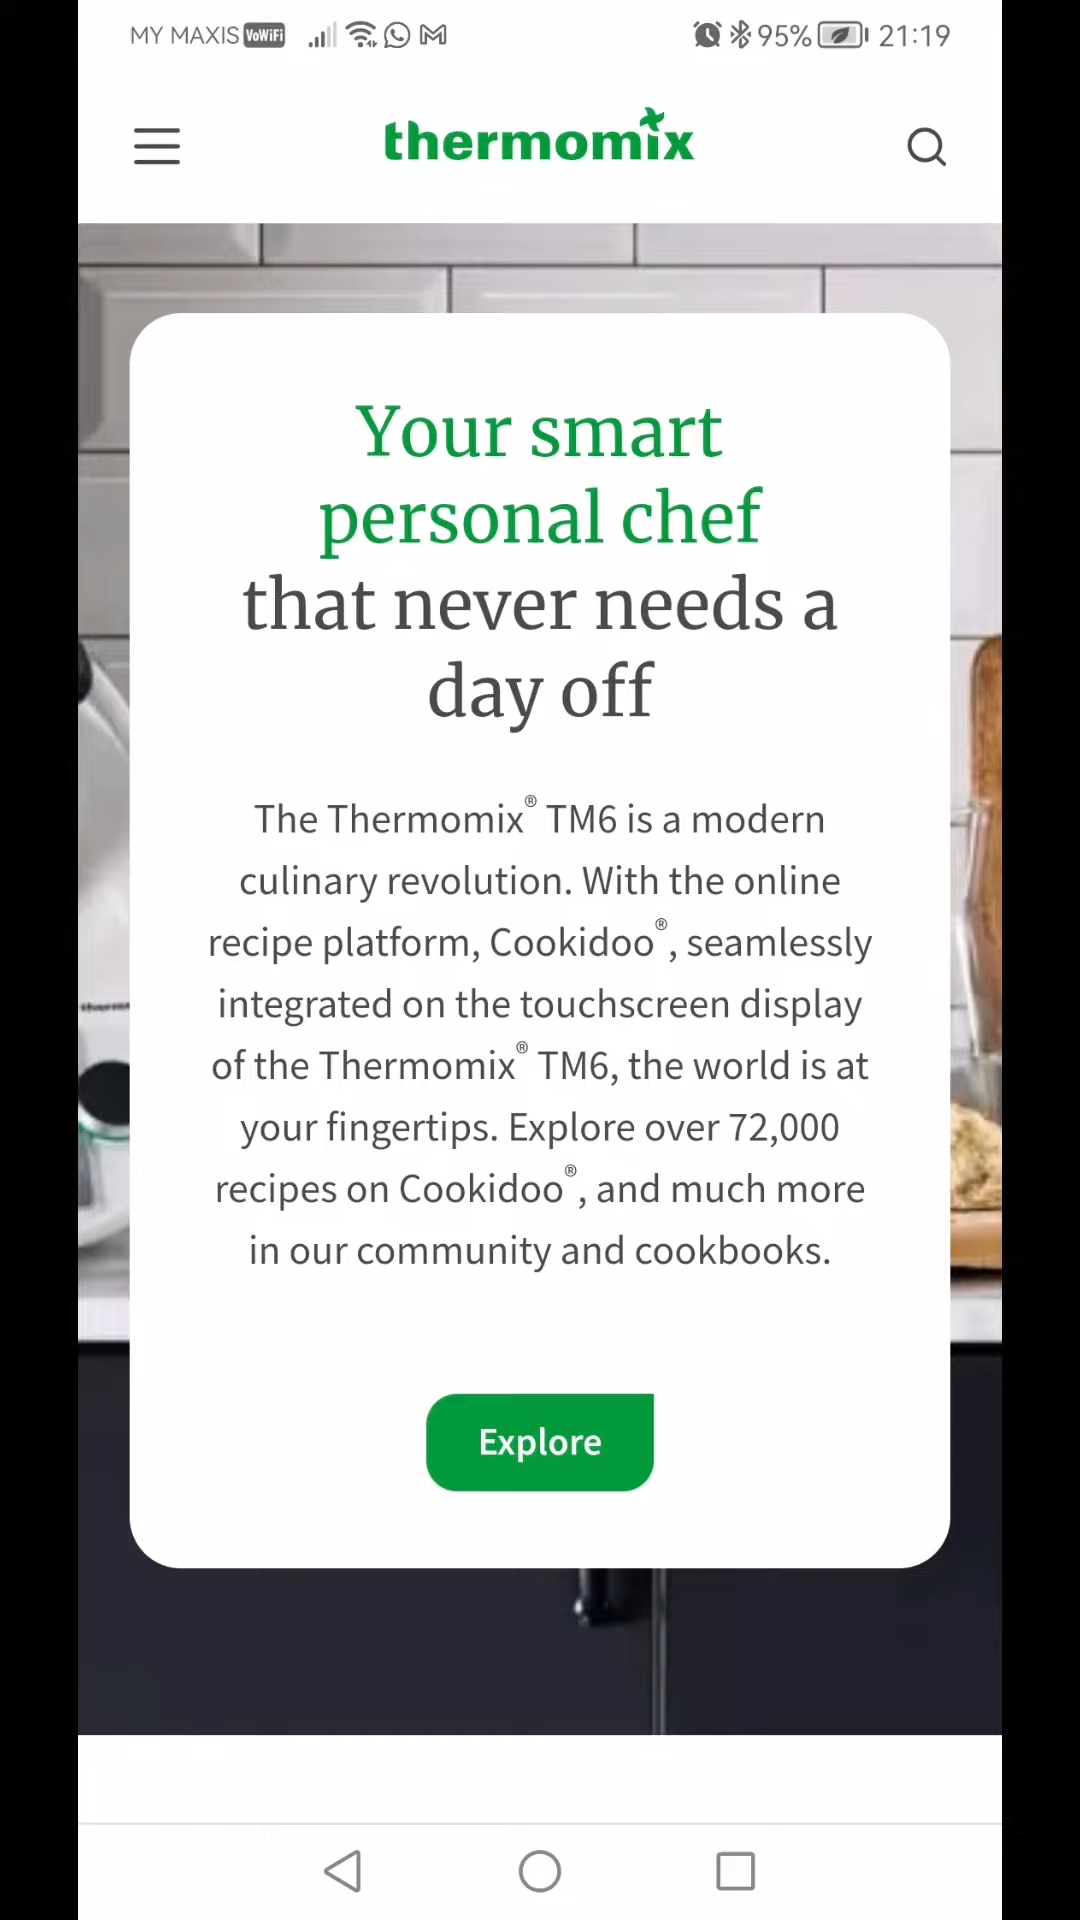 MY MAXIS VoWiFi 95% 21:19
thermomix
Your smart
personal chef
that never needs a
day off
The Thermomix® TM6 is a modern
culinary revolution. With the online
recipe platform, Cookidoo®, seamlessly
integrated on the touchscreen display
of the Thermomix® TM6, the world is at
your fingertips. Explore over 72,000
recipes on Cookidoo®, and much more
in our community and cookbooks.
Explore